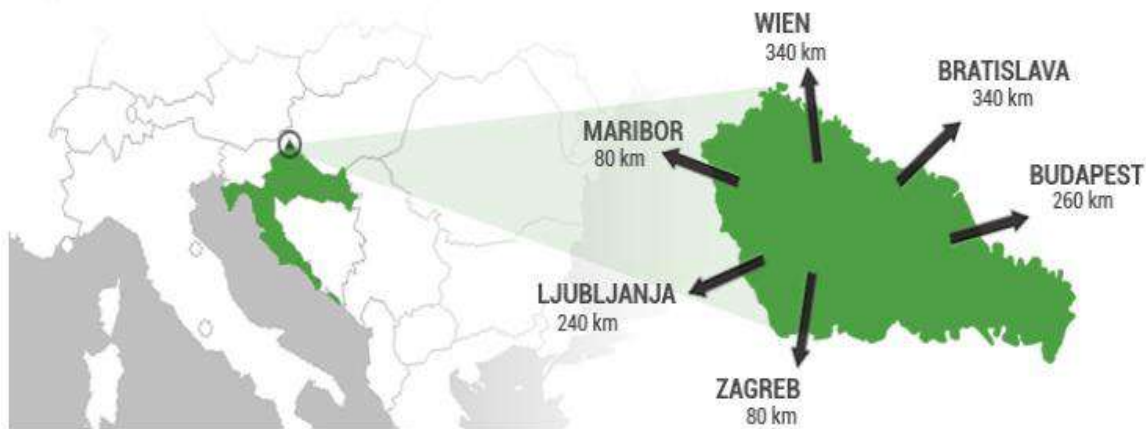 WIEN
340 km
BRATISLAVA
340 km
MARIBOR
80 km
BUDAPEST
260 km
LJUBLJANJA
240 km
ZAGREB
80 km